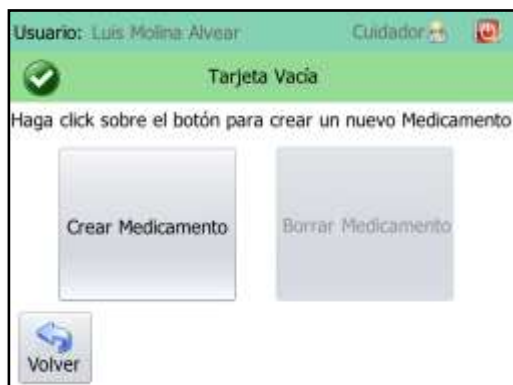 Usuario: Luis Molina Alvear Cuidador
Tarjeta Vacía
Haga click sobre el botón para crear un nuevo Medicamento
Crear Medicamento Borrar Medicamento
Volver